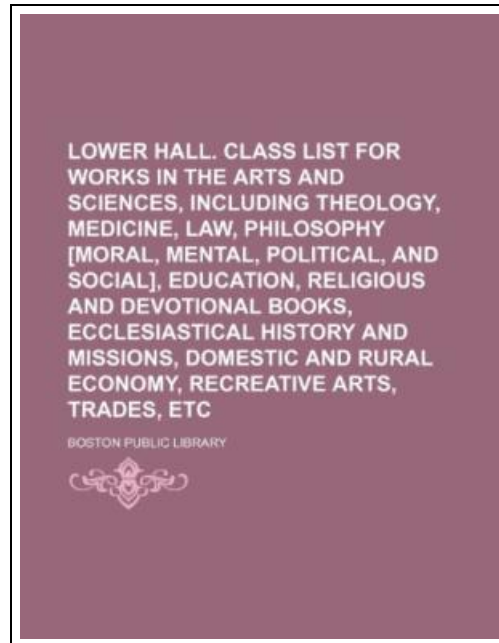 LOWER HALL. CLASS LIST FOR
WORKS IN THE ARTS AND
SCIENCES, INCLUDING THEOLOGY,
MEDICINE, LAW, PHILOSOPHY
[MORAL, MENTAL, POLITICAL, AND
SOCIAL], EDUCATION, RELIGIOUS
AND DEVOTIONAL BOOKS,
ECCLESIASTICAL HISTORY AND
MISSIONS, DOMESTIC AND RURAL
ECONOMY, RECREATIVE ARTS,
TRADES, ETC
BOSTON PUBLIC LIBRARY